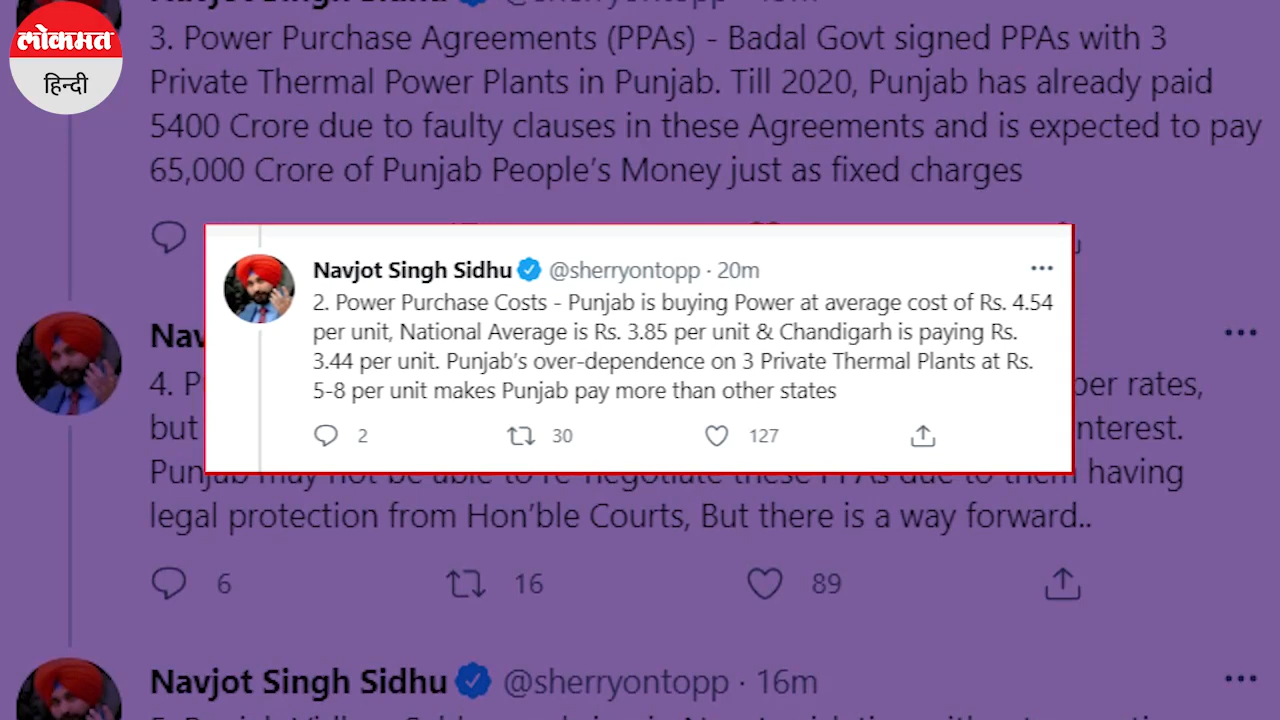 लोकमत
हिन्दी
3. Power Purchase Agreements (PPAs) - Badal Govt signed PPAs with 3
Private Thermal Power Plants in Punjab. Till 2020, Punjab has already paid
5400 Crore due to faulty clauses in these Agreements and is expected to pay
65,000 Crore of Punjab People's Money just as fixed charges
Navjot Singh Sidhu @sherryontopp · 20m
2. Power Purchase Costs - Punjab is buying Power at average cost of Rs. 4.54
per unit, National Average is Rs. 3.85 per unit & Chandigarh is paying Rs.
3.44 per unit. Punjab's over-dependence on 3 Private Thermal Plants at Rs.
5-8 per unit makes Punjab pay more than other states
2 30 127
Nav
4. P per rates,
but nterest.
Punjab may not be able to re-negotiate these PPAs due to them having
legal protection from Hon'ble Courts, But there is a way forward..
6 16 89
Navjot Singh Sidhu @sherryontopp · 16m